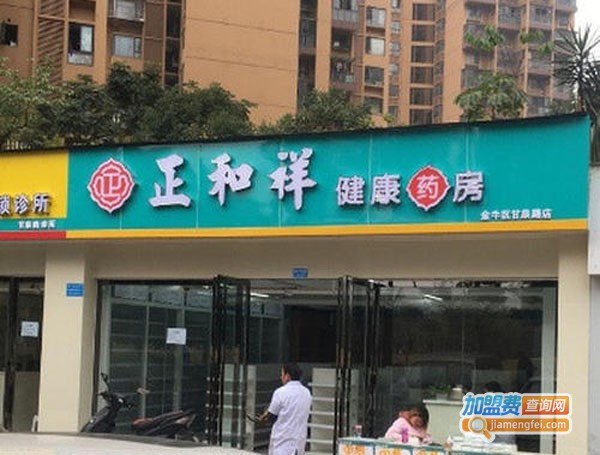 正和祥 健康药房
金牛区甘泉路店
锁诊所
加盟费查询网
jiamengfei.com